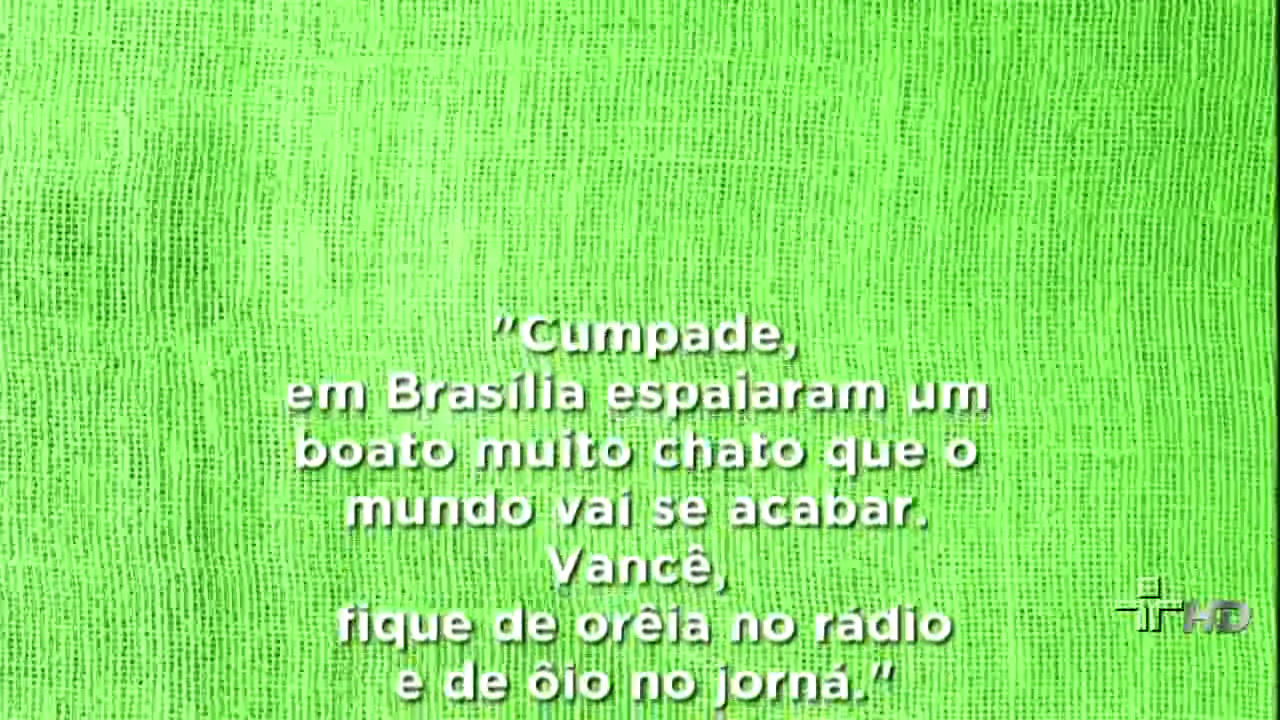 "Cumpade,
em Brasília espaiaram um
boato muito chato que o
mundo vai se acabar.
Vancê,
fique de orêia no rádio
e de ôio no jorná."
HD